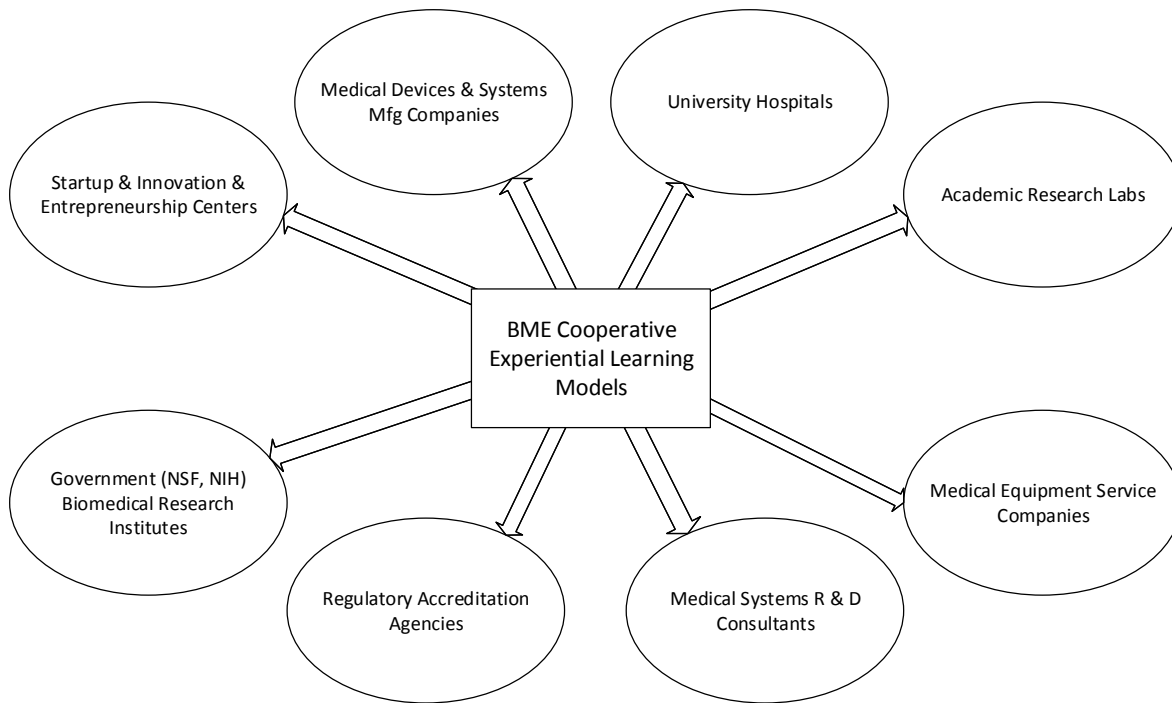 Medical Devices & Systems
Mfg Companies
University Hospitals
Startup & Innovation &
Entrepreneurship Centers
Academic Research Labs
BME Cooperative
Experiential Learning
Models
Government (NSF, NIH)
Biomedical Research
Institutes
Medical Equipment Service
Companies
Regulatory Accreditation
Agencies
Medical Systems R & D
Consultants